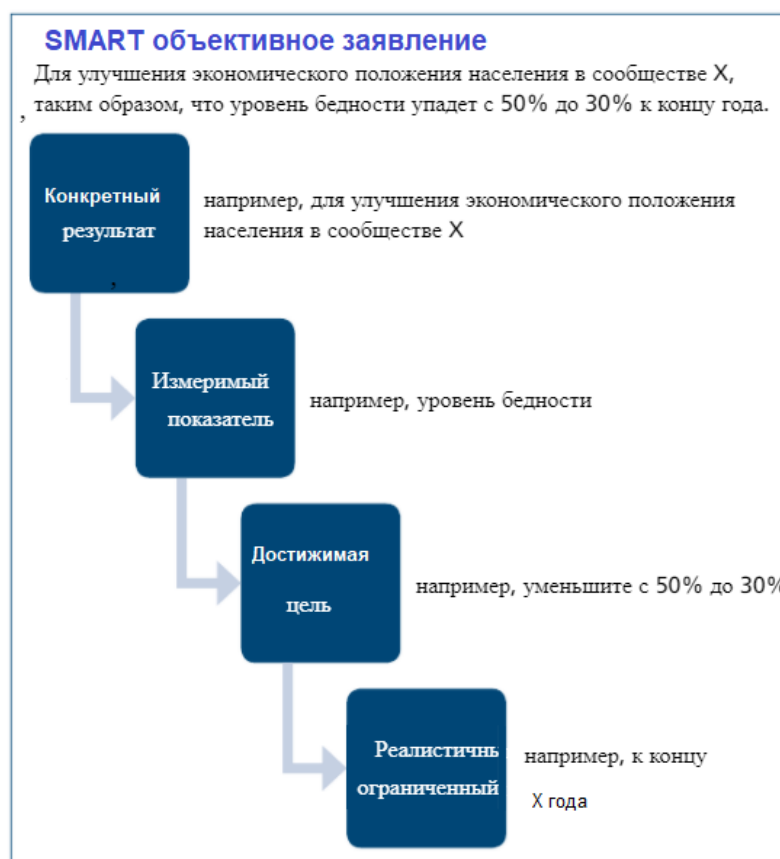 SMART объективное заявление
Для улучшения экономического положения населения в сообществе X,
, таким образом, что уровень бедности упадет с 50% до 30% к концу года.
Конкретный
результат
,
например, для улучшения экономического положения
населения в сообществе X
Измеримый
показатель
например, уровень бедности
Достижимая
цель
например, уменьшите с 50% до 30%
Реалистичнь
ограниченный
например, к концу
X года